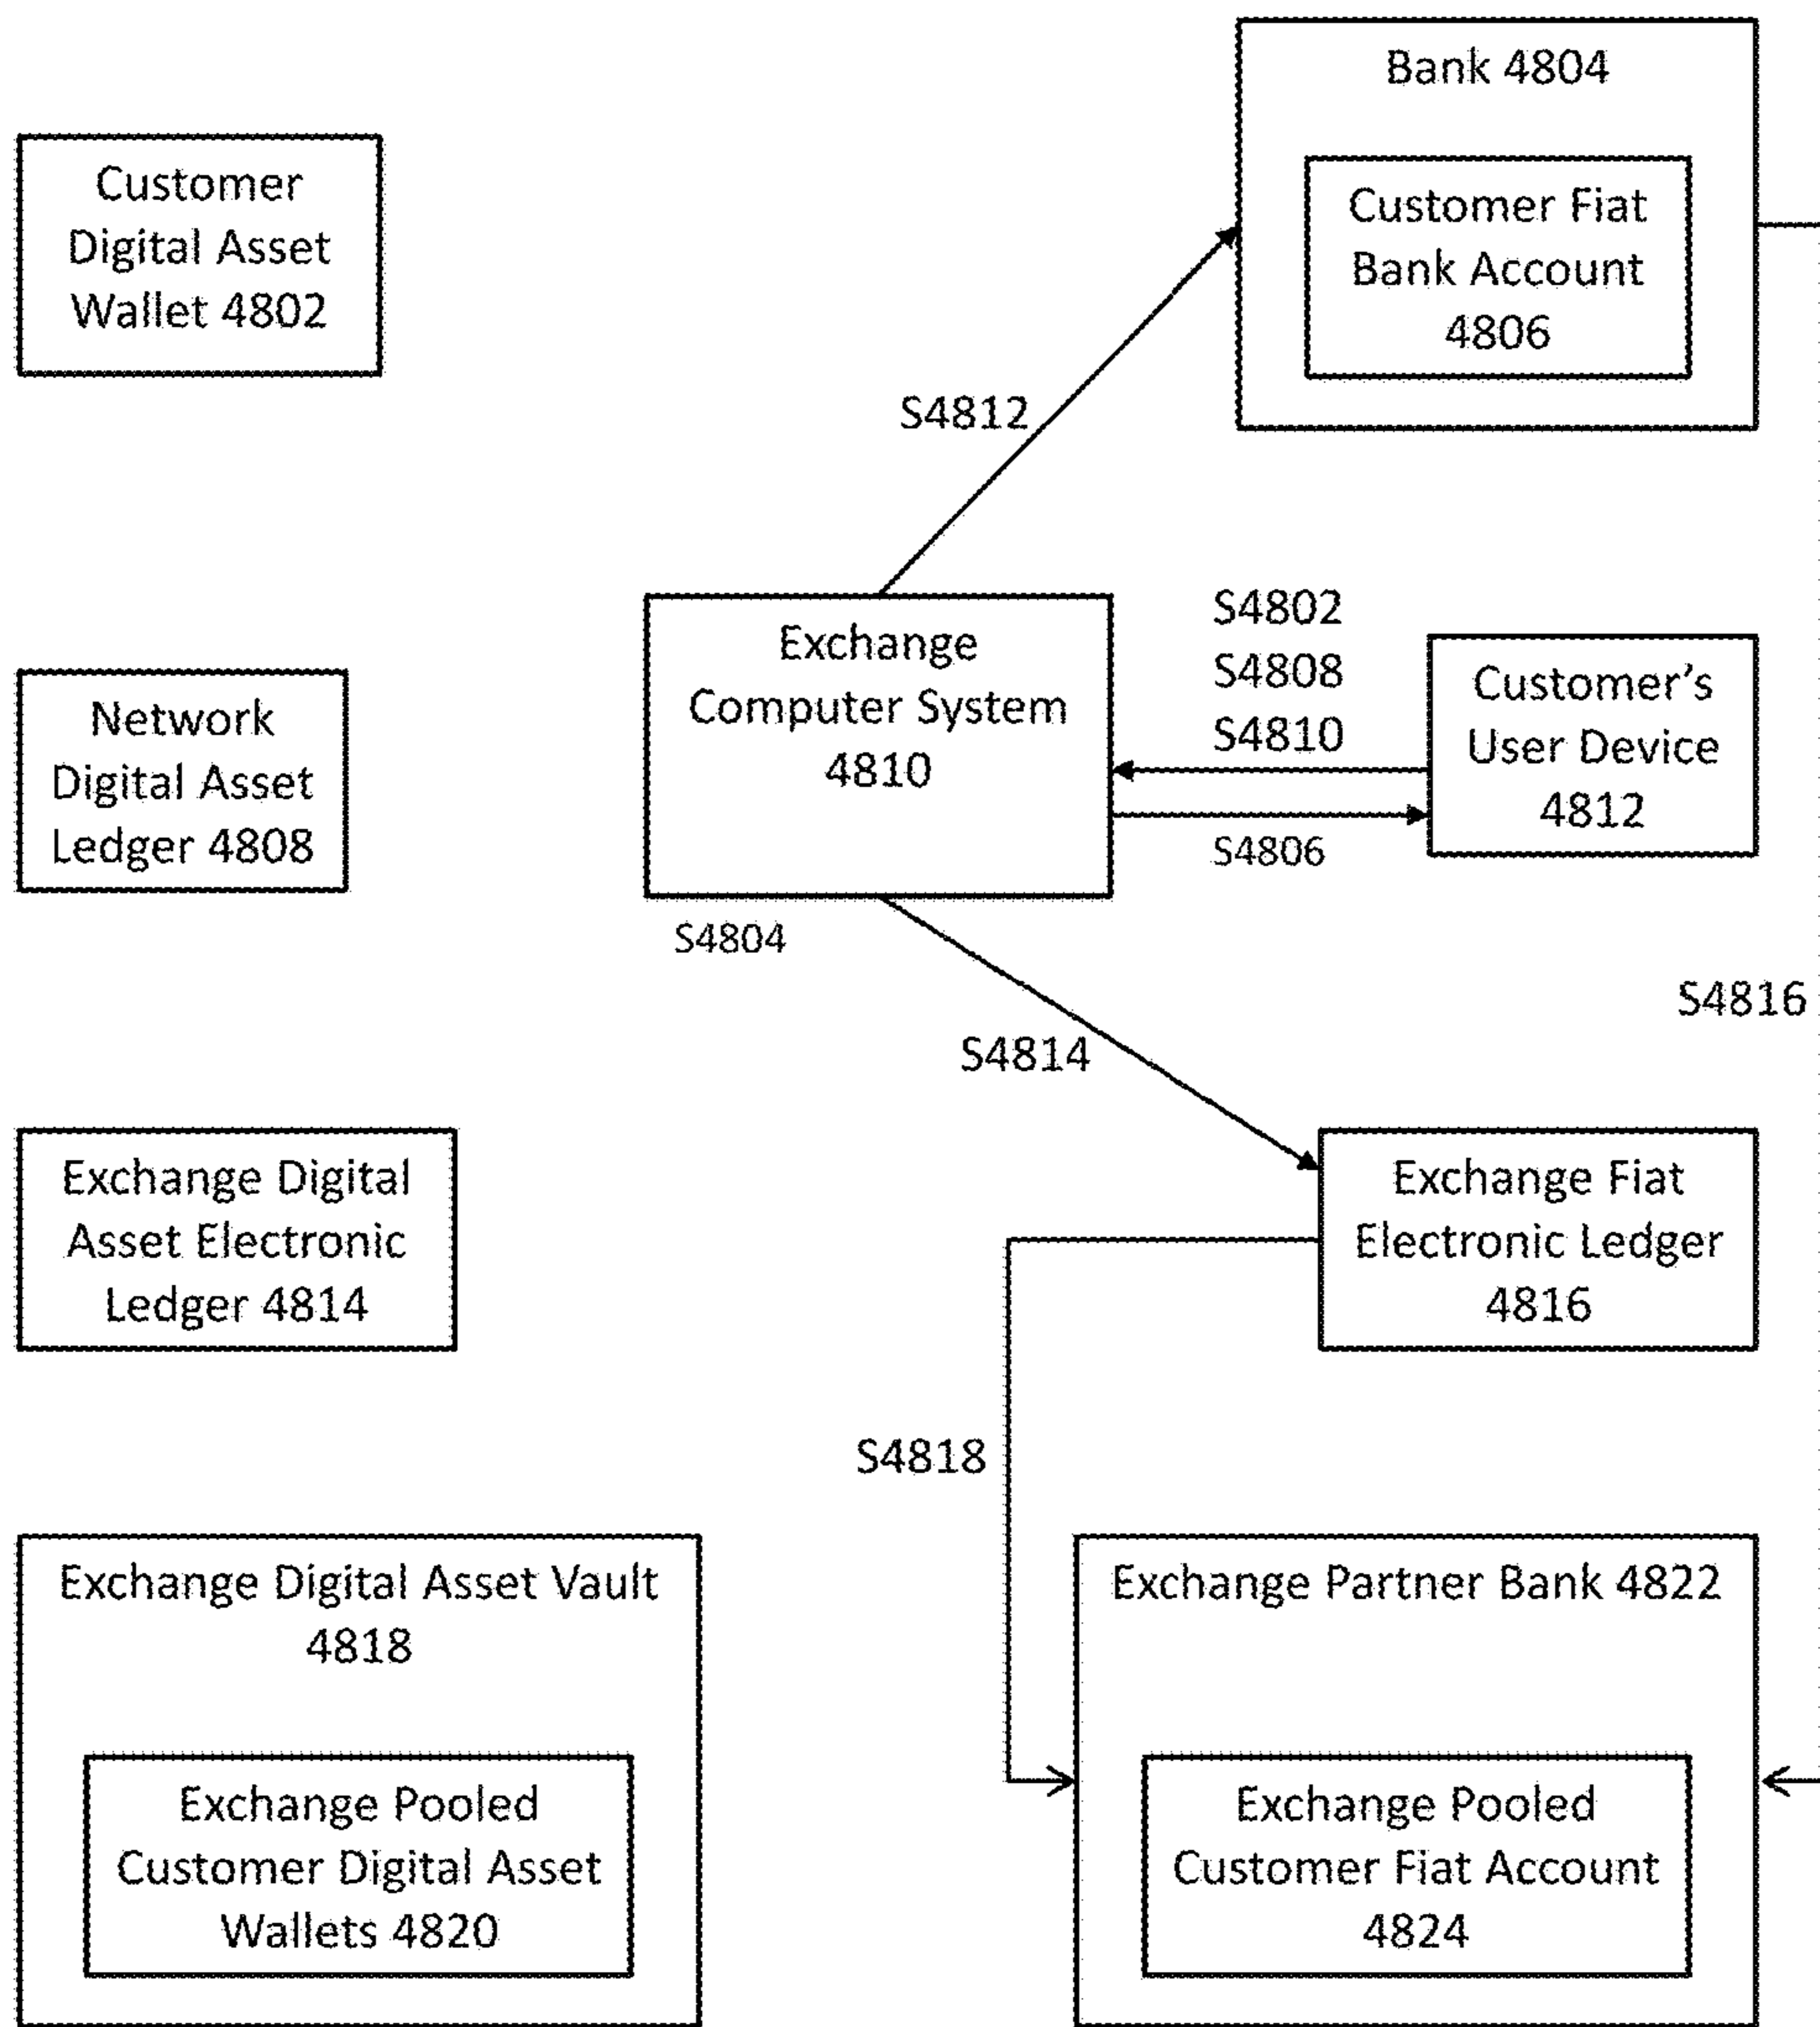 Bank 4804
Customer
Digital Asset
Wallet 4802
Customer Fiat
Bank Account
4806
S4812
Exchange
Computer System
4810
S4802
S4808
S4810
S4806
Customer's
User Device
4812
Network
Digital Asset
Ledger 4808
S4804
S4816
S4814
Exchange Digital
Asset Electronic
Ledger 4814
Exchange Fiat
Electronic Ledger
4816
S4818
Exchange Digital Asset Vault
4818
Exchange Pooled
Customer Digital Asset
Wallets 4820
Exchange Partner Bank 4822
Exchange Pooled
Customer Fiat Account
4824